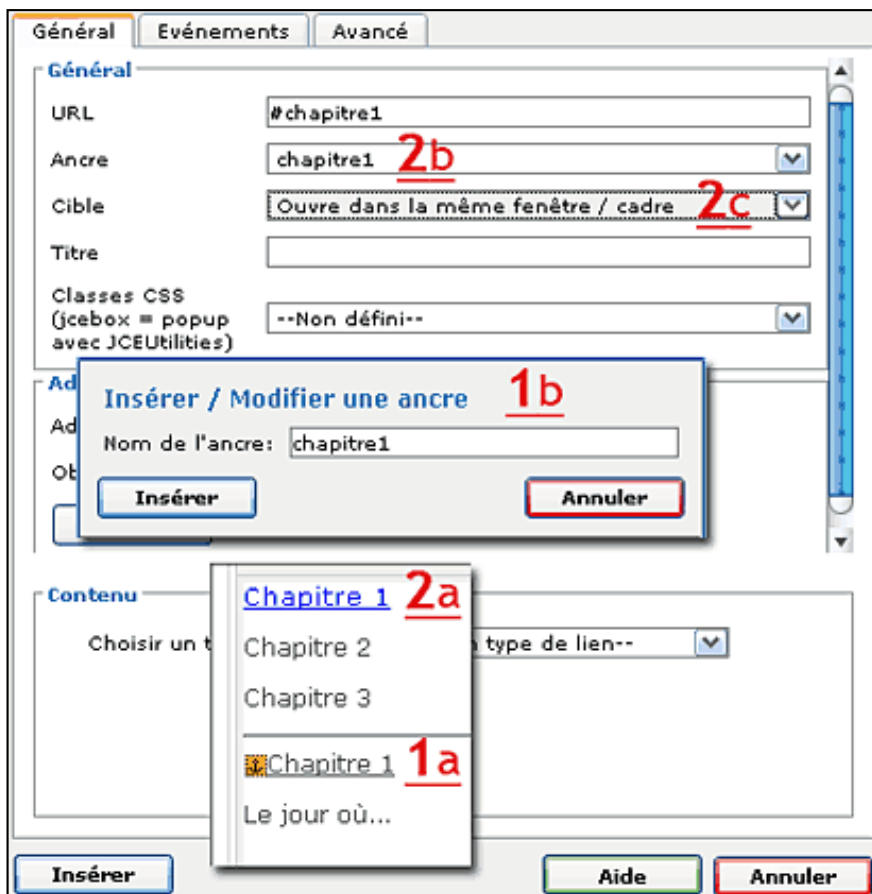 Général Evénements Avancé
Général
URL #chapitre1
Ancre chapitre1 2b
Cible Ouvre dans la même fenêtre / cadre 2c
Titre
Classes CSS
(jcebox = popup --Non défini--
avec JCEUtilities)
Ad
Insérer / Modifier une ancre 1b
Ad
Nom de l'ancre: chapitre1
Ob
Insérer Annuler
Contenu
Chapitre 1 2a
Choisir un t
type de lien--
Chapitre 2
Chapitre 3
Chapitre 1 1a
Le jour où...
Insérer Aide Annuler